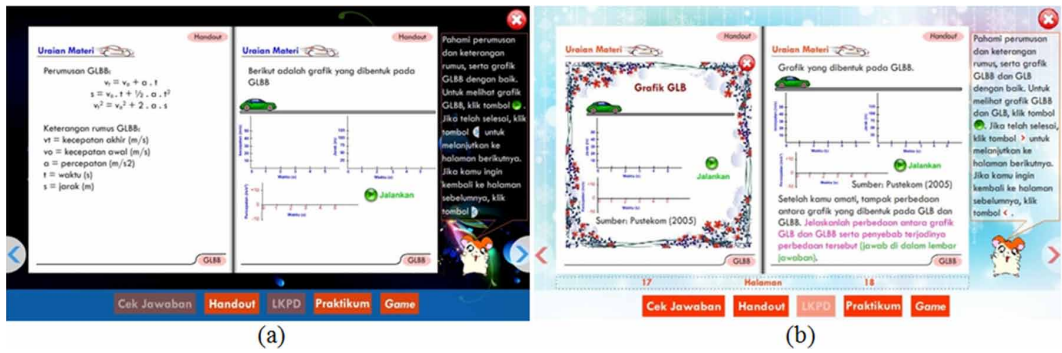 Handout
Uraian Materi
Perumusan GLBB:
vₜ = v₀ + a . t
s = v₀ . t + ½ . a . t²
vₜ² = v₀² + 2 . a . s
Keterangan rumus GLBB:
vt = kecepatan akhir (m/s)
vo = kecepatan awal (m/s)
a = percepatan (m/s2)
t = waktu (s)
s = jarak (m)
Handout
Uraian Materi
Berikut adalah grafik yang dibentuk pada
GLBB
Jalankan
GLBB
Pahami perumusan
dan keterangan
rumus, serta grafik
GLBB dengan baik.
Untuk melihat grafik
GLBB, klik tombol .
Jika telah selesai, klik
tombol untuk
melanjutkan ke
halaman berikutnya.
Jika kamu ingin
kembali ke halaman
sebelumnya, klik
tombol
GLBB
Cek Jawaban Handout LKPD Praktikum Game
(a)
Handout
Uraian Materi
Grafik GLB
Jalankan
Sumber: Pustekom (2005)
GLBB
Handout
Uraian Materi
Grafik yang dibentuk pada GLBB.
Jalankan
Sumber: Pustekom (2005)
Setelah kamu amati, tampak perbedaan
antara grafik yang dibentuk pada GLB dan
GLBB. Jelaskanlah perbedaan antara grafik
GLB dan GLBB serta penyebab terjadinya
perbedaan tersebut (jawab di dalam lembar
jawaban).
GLBB
Pahami perumusan
dan keterangan
rumus, serta grafik
GLBB dan GLB
dengan baik. Untuk
melihat grafik GLBB
dan GLB, klik tombol
. Jika telah selesai,
klik tombol > untuk
melanjutkan ke
halaman berikutnya.
Jika kamu ingin
kembali ke halaman
sebelumnya, klik
tombol < .
17 Halaman 18
Cek Jawaban Handout LKPD Praktikum Game
(b)